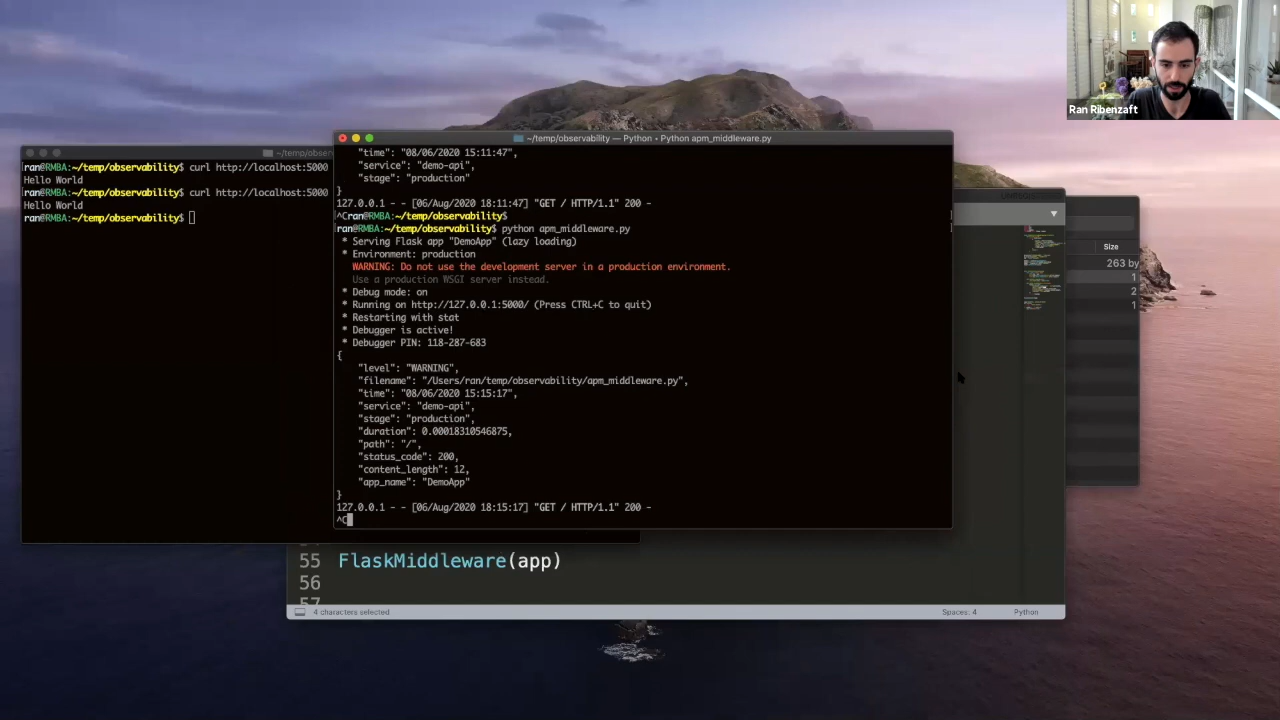 Ran Ribenzaft
~/temp/observability — Python • Python apm_middleware.py
"time": "08/06/2020 15:11:47",
"service": "demo-api",
"stage": "production"
}
127.0.0.1 - - [06/Aug/2020 18:11:47] "GET / HTTP/1.1" 200 -
^Cran@RMBA:~/temp/observability$
ran@RMBA:~/temp/observability$ python apm_middleware.py
* Serving Flask app "DemoApp" (lazy loading)
* Environment: production
WARNING: Do not use the development server in a production environment.
Use a production WSGI server instead.
* Debug mode: on
* Running on http://127.0.0.1:5000/ (Press CTRL+C to quit)
* Restarting with stat
* Debugger is active!
* Debugger PIN: 118-287-683
{
"level": "WARNING",
"filename": "/Users/ran/temp/observability/apm_middleware.py",
"time": "08/06/2020 15:15:17",
"service": "demo-api",
"stage": "production",
"duration": 0.00018310546875,
"path": "/",
"status_code": 200,
"content_length": 12,
"app_name": "DemoApp"
}
127.0.0.1 - - [06/Aug/2020 18:15:17] "GET / HTTP/1.1" 200 -
^C
~/temp/observ
ran@RMBA:~/temp/observability$ curl http://localhost:5000
Hello World
ran@RMBA:~/temp/observability$ curl http://localhost:5000
Hello World
ran@RMBA:~/temp/observability$
Size
263 by
1
2
1
55 FlaskMiddleware(app)
56
57
4 characters selected
Spaces: 4
Python